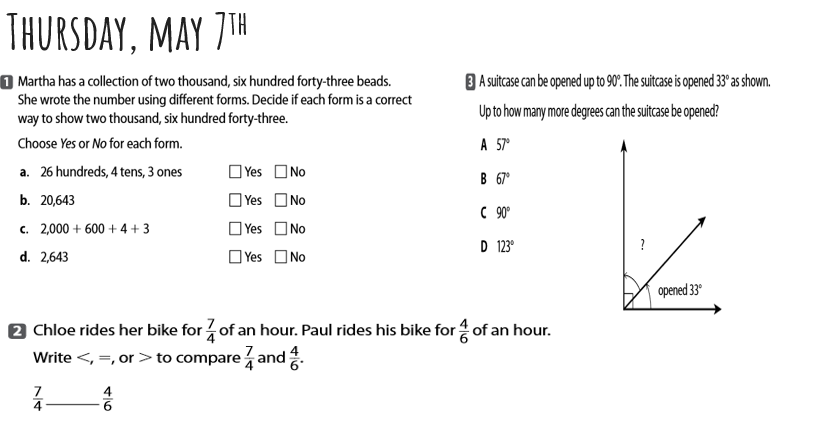 THURSDAY, MAY 7TH
1 Martha has a collection of two thousand, six hundred forty-three beads.
She wrote the number using different forms. Decide if each form is a correct
way to show two thousand, six hundred forty-three.
Choose Yes or No for each form.
a. 26 hundreds, 4 tens, 3 ones □ Yes □ No
b. 20,643 □ Yes □ No
c. 2,000 + 600 + 4 + 3 □ Yes □ No
d. 2,643 □ Yes □ No
2 Chloe rides her bike for 7/4 of an hour. Paul rides his bike for 4/6 of an hour.
Write <, =, or > to compare 7/4 and 4/6.
7/4 ______ 4/6
3 A suitcase can be opened up to 90°. The suitcase is opened 33° as shown.
Up to how many more degrees can the suitcase be opened?
A 57°
B 67°
C 90°
D 123°
?
opened 33°